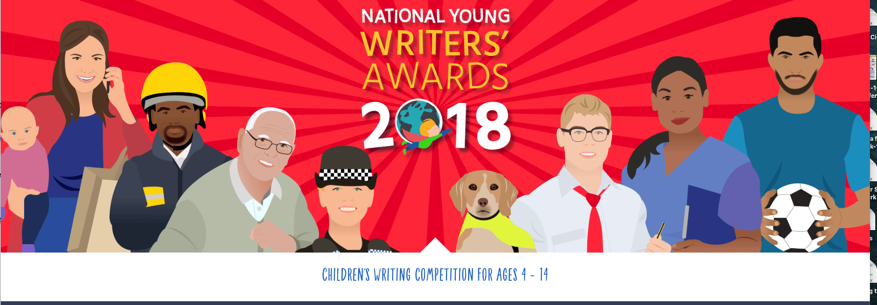 NATIONAL YOUNG
WRITERS'
AWARDS
2018
CHILDREN'S WRITING COMPETITION FOR AGES 4 - 14